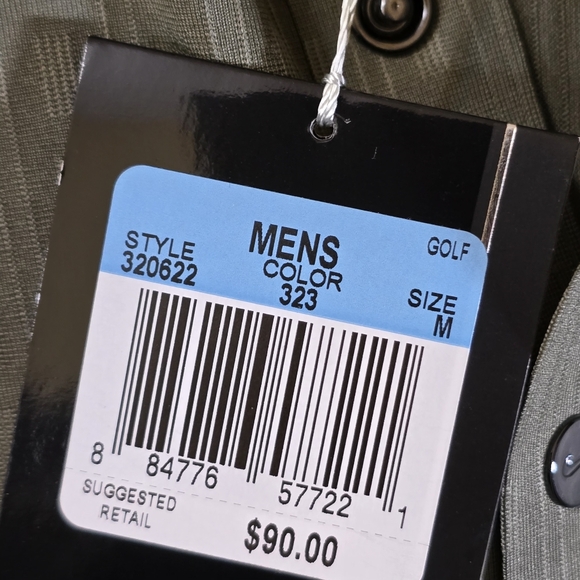 MENS
GOLF
STYLE
320622
COLOR
323
SIZE
M
8 84776 57722 1
SUGGESTED
RETAIL
$90.00